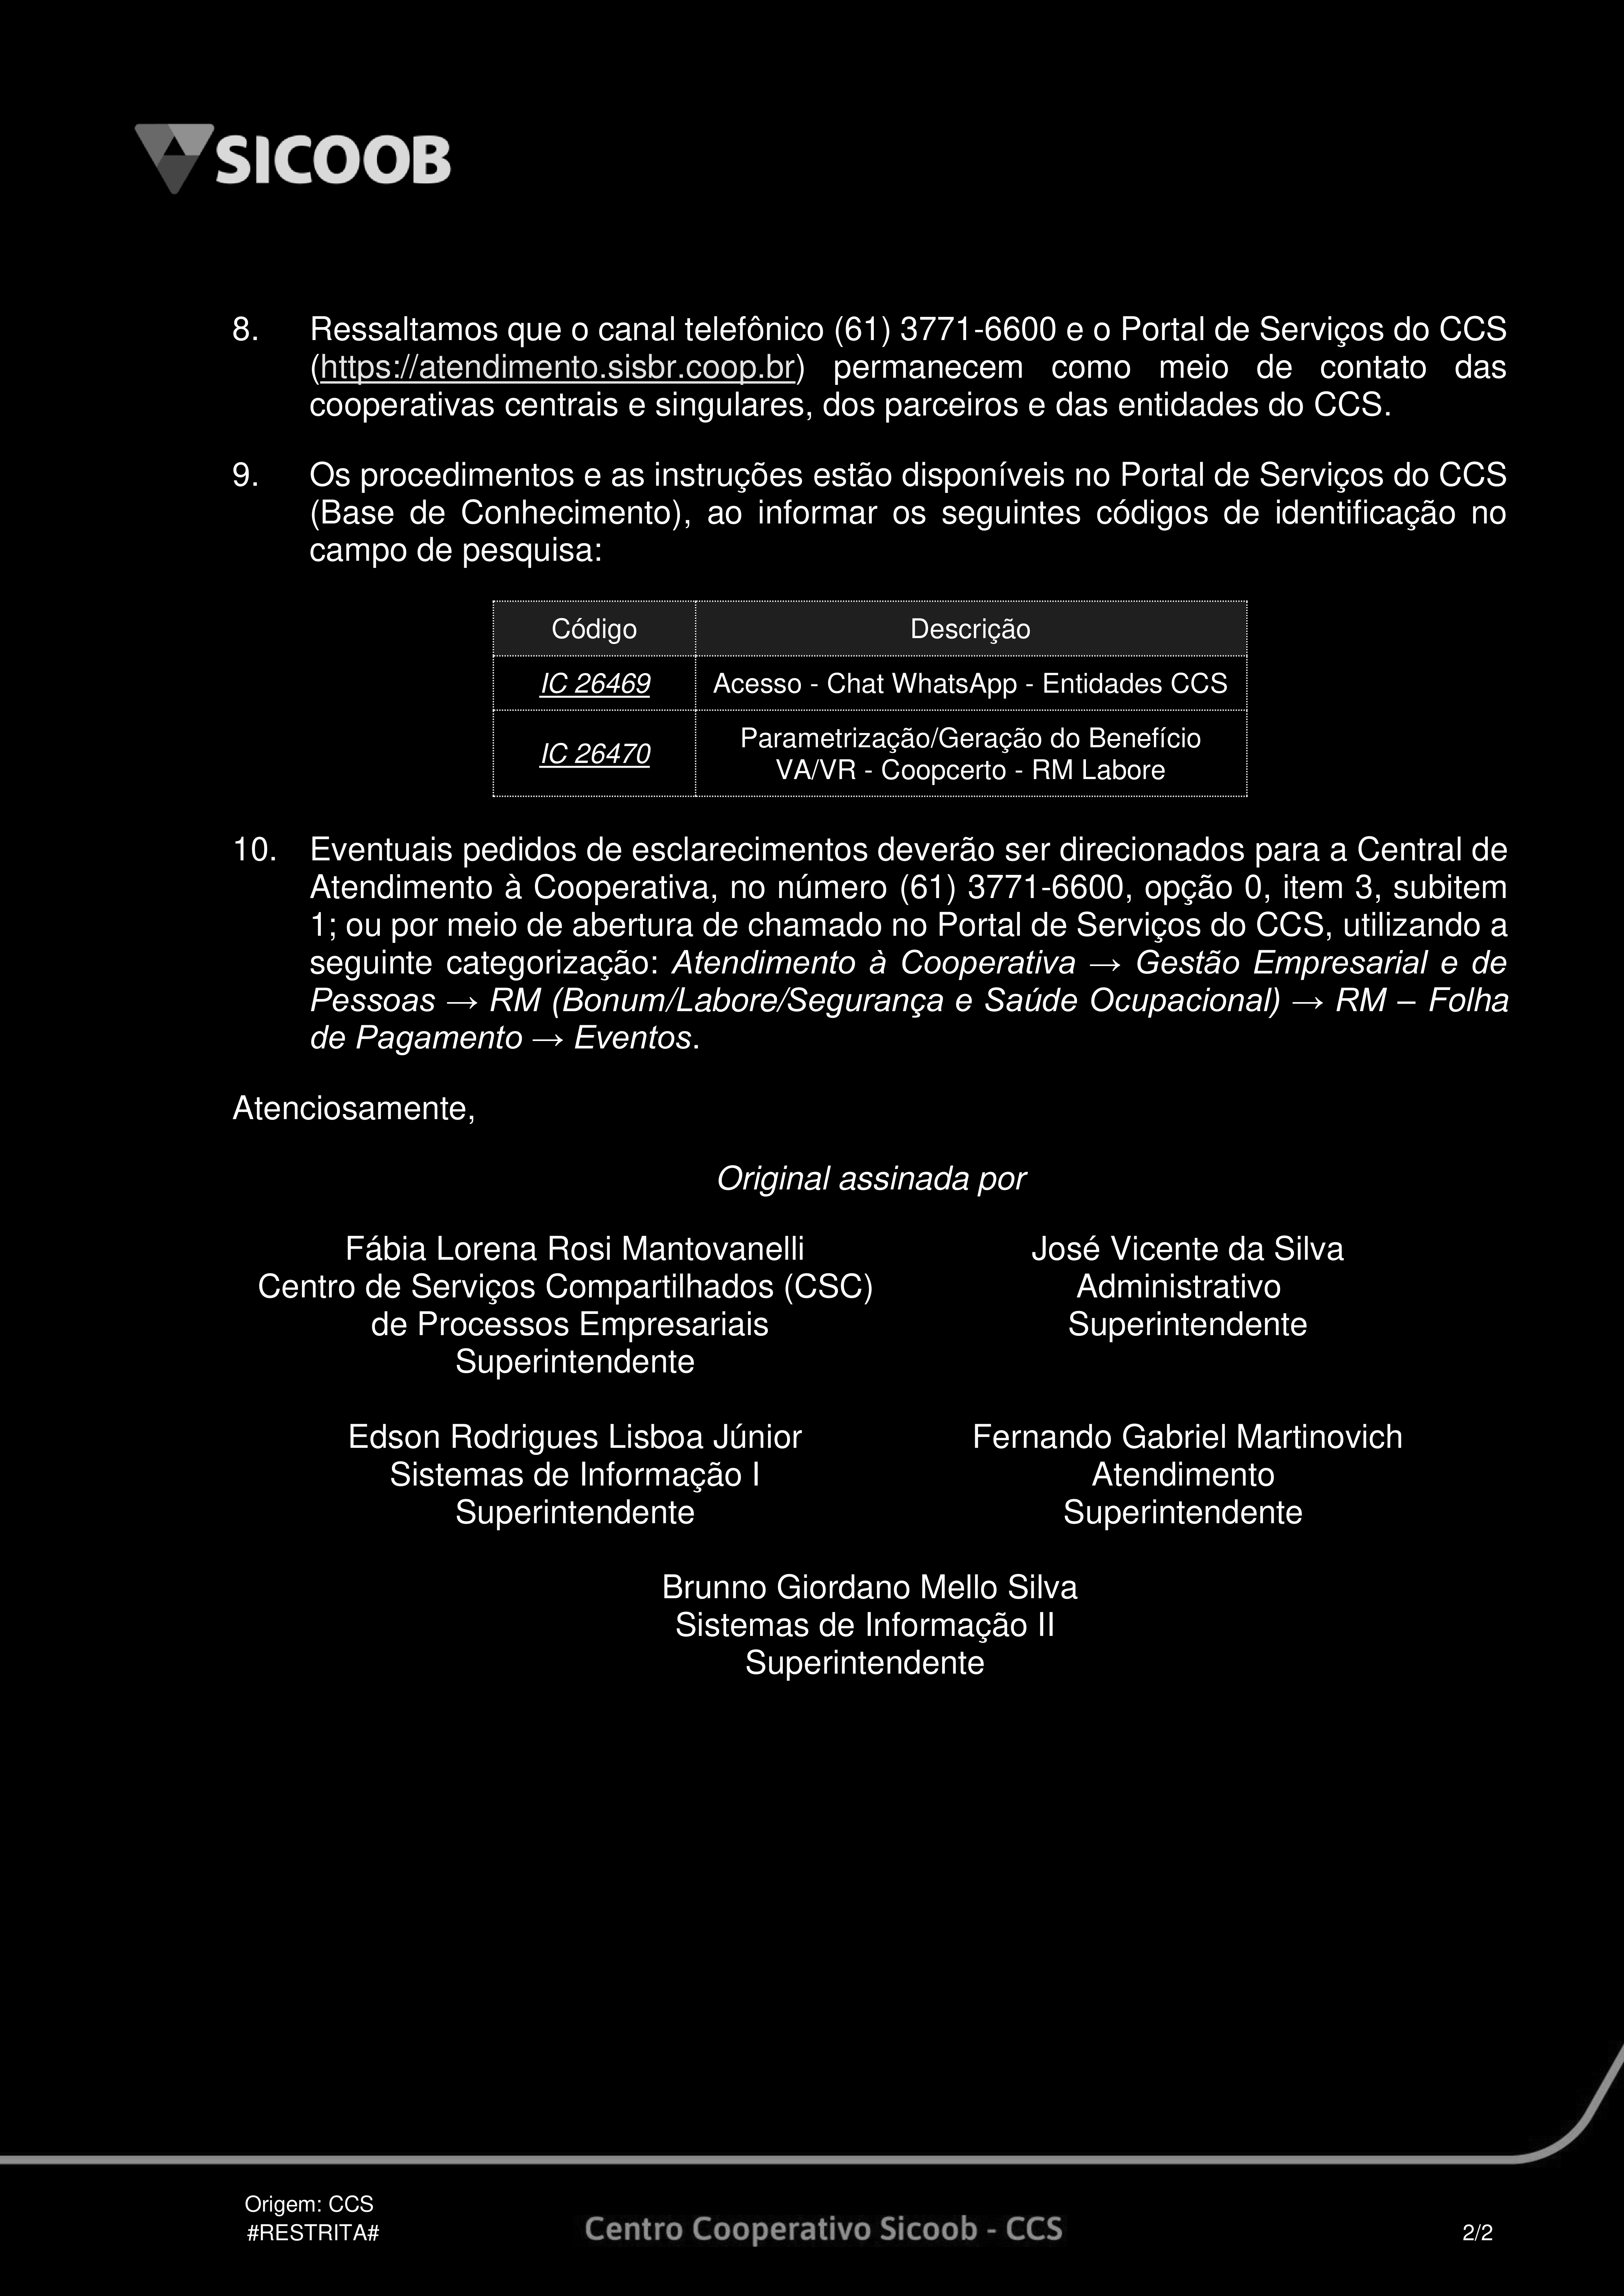 SICOOB
8. Ressaltamos que o canal telefônico (61) 3771-6600 e o Portal de Serviços do CCS
(https://atendimento.sisbr.coop.br) permanecem como meio de contato das
cooperativas centrais e singulares, dos parceiros e das entidades do CCS.
9. Os procedimentos e as instruções estão disponíveis no Portal de Serviços do CCS
(Base de Conhecimento), ao informar os seguintes códigos de identificação no
campo de pesquisa:
Código Descrição
IC 26469 Acesso - Chat WhatsApp - Entidades CCS
IC 26470 Parametrização/Geração do Benefício
VA/VR - Coopcerto - RM Labore
10. Eventuais pedidos de esclarecimentos deverão ser direcionados para a Central de
Atendimento à Cooperativa, no número (61) 3771-6600, opção 0, item 3, subitem
1; ou por meio de abertura de chamado no Portal de Serviços do CCS, utilizando a
seguinte categorização: Atendimento à Cooperativa → Gestão Empresarial e de
Pessoas → RM (Bonum/Labore/Segurança e Saúde Ocupacional) → RM – Folha
de Pagamento → Eventos.
Atenciosamente,
Original assinada por
Fábia Lorena Rosi Mantovanelli
Centro de Serviços Compartilhados (CSC)
de Processos Empresariais
Superintendente
José Vicente da Silva
Administrativo
Superintendente
Edson Rodrigues Lisboa Júnior
Sistemas de Informação I
Superintendente
Fernando Gabriel Martinovich
Atendimento
Superintendente
Brunno Giordano Mello Silva
Sistemas de Informação II
Superintendente
Origem: CCS
#RESTRITA#
Centro Cooperativo Sicoob - CCS
2/2